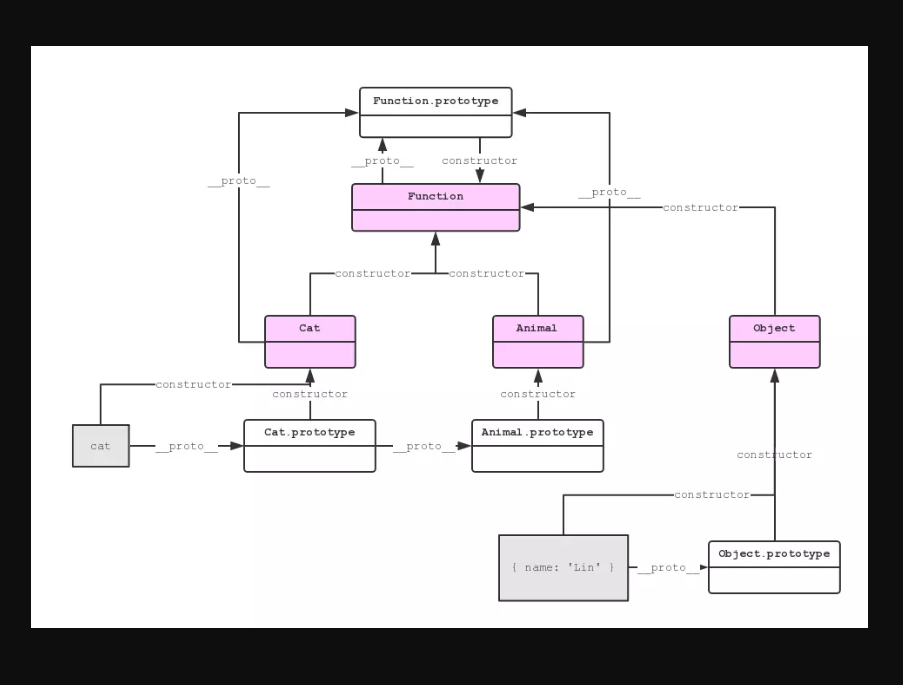 Function.prototype
__proto__
constructor
__proto__
__proto__
Function
constructor
constructor
constructor
Cat
Animal
Object
constructor
constructor
constructor
Cat.prototype
Animal.prototype
cat
__proto__
__proto__
constructor
constructor
Object.prototype
{ name: 'Lin' }
__proto__